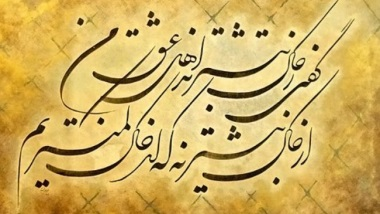 گفتی ز خاک بیشترند اهل عشق من
از خاک بیشتر نه که از خاک کمتریم